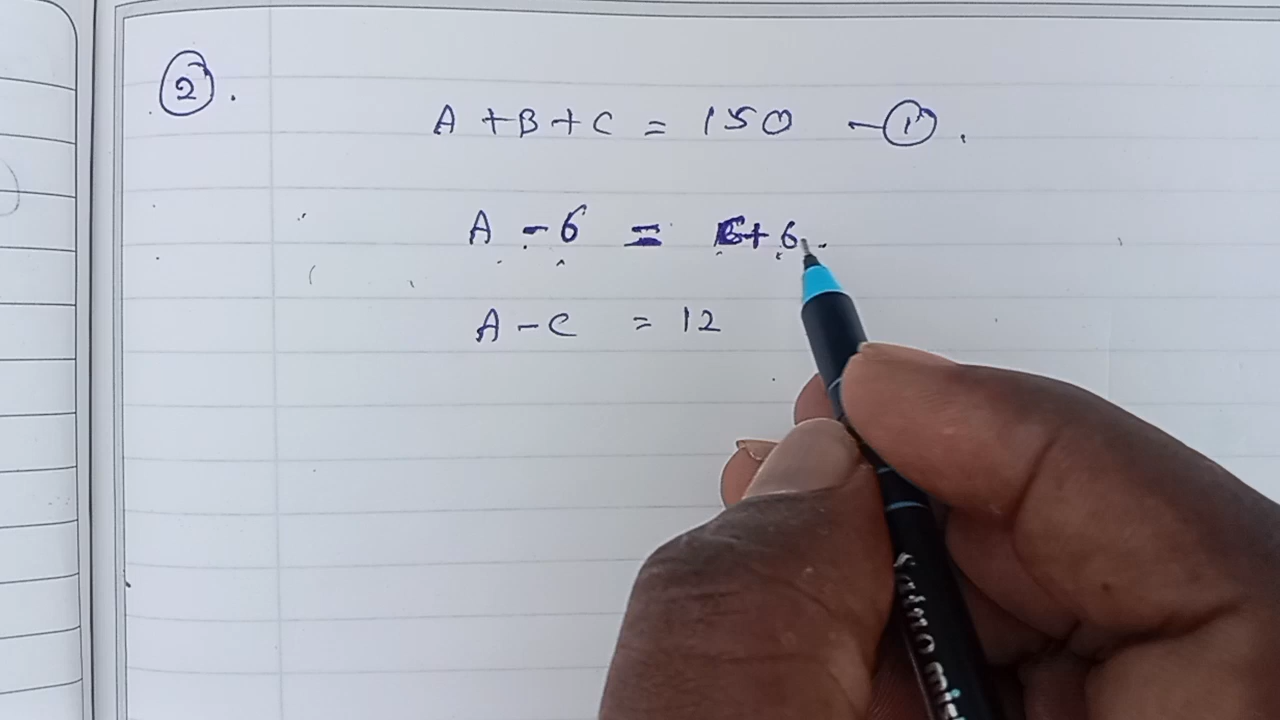 2.
A + B + C = 150 — 1.
A - 6 = C + 6
A - C = 12